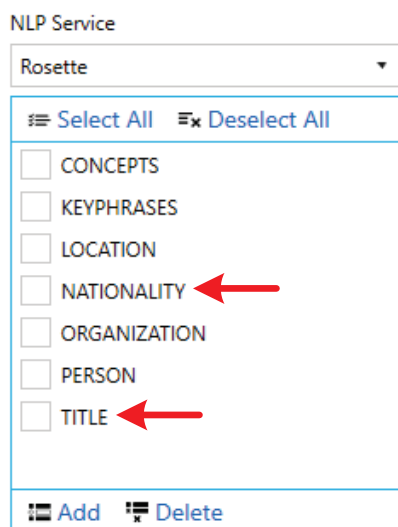 NLP Service
Rosette
Select All Deselect All
CONCEPTS
KEYPHRASES
LOCATION
NATIONALITY
ORGANIZATION
PERSON
TITLE
Add Delete